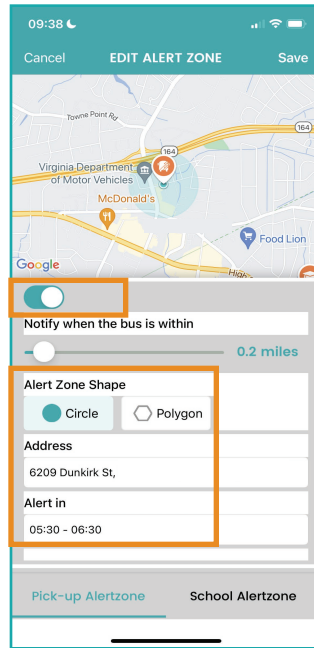 09:38
Cancel EDIT ALERT ZONE Save
Towne Point Rd
164
164
Virginia Department
of Motor Vehicles
McDonald's
Food Lion
Google
High
Notify when the bus is within
0.2 miles
Alert Zone Shape
Circle Polygon
Address
6209 Dunkirk St,
Alert in
05:30 - 06:30
Pick-up Alertzone School Alertzone